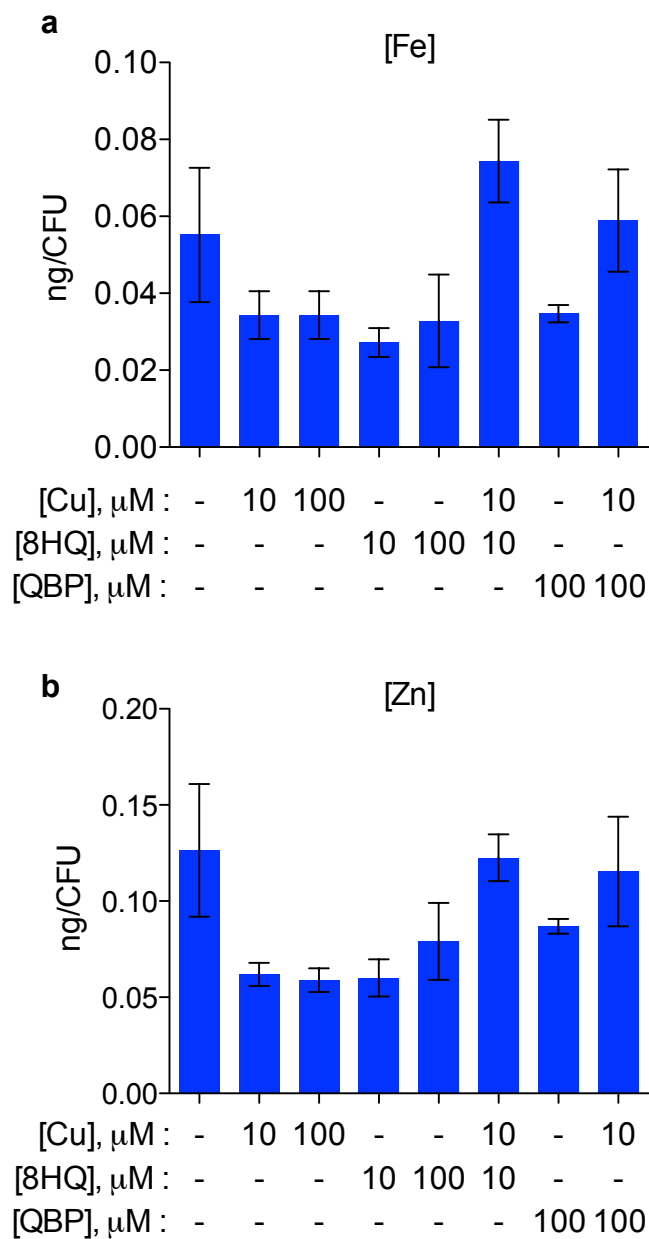 a
[Fe]
0.10
0.08
0.06
0.04
0.02
0.00
ng/CFU
[Cu], μM : - 10 100 - - 10 - 10
[8HQ], μM : - - - 10 100 10 - -
[QBP], μM : - - - - - - 100 100
b
[Zn]
0.20
0.15
0.10
0.05
0.00
ng/CFU
[Cu], μM : - 10 100 - - 10 - 10
[8HQ], μM : - - - 10 100 10 - -
[QBP], μM : - - - - - - 100 100